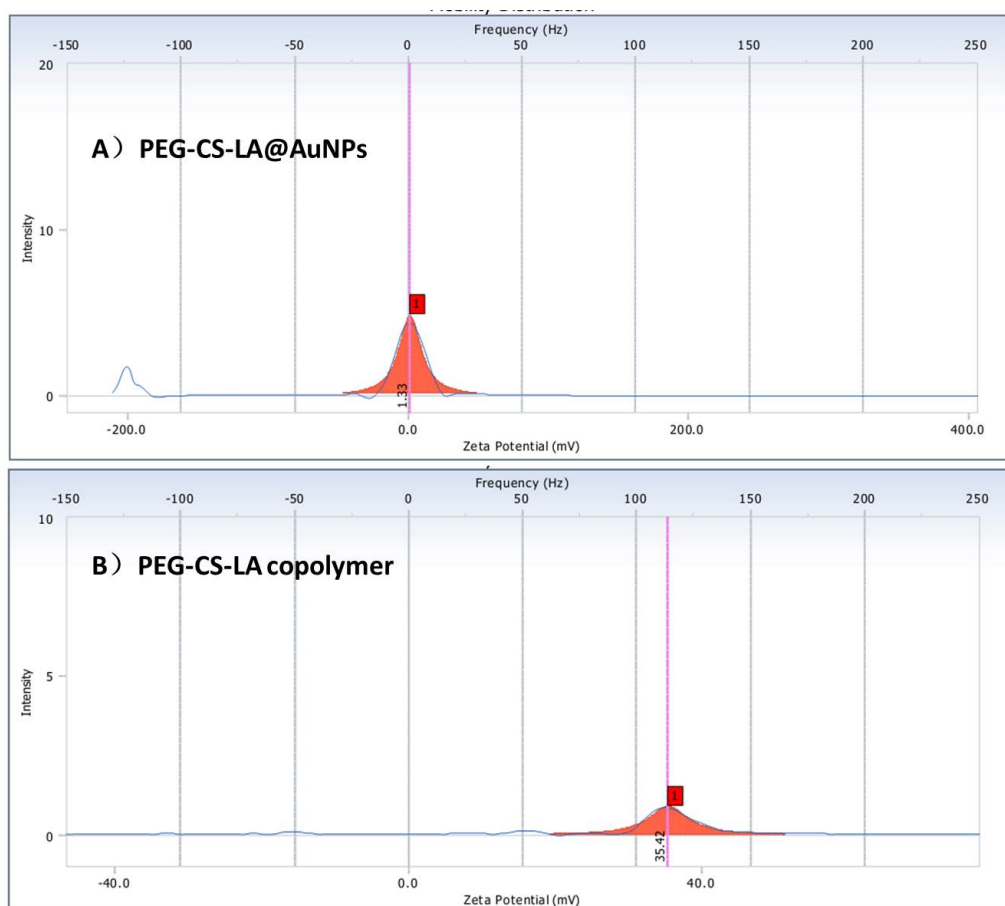 Mobility Distribution
Frequency (Hz)
-150 -100 -50 0 50 100 150 200 250
20
A）PEG-CS-LA@AuNPs
Intensity
10
1
1.33
0
-200.0 0.0 200.0 400.0
Zeta Potential (mV)
Frequency (Hz)
-150 -100 -50 0 50 100 150 200 250
10
B）PEG-CS-LA copolymer
Intensity
5
1
35.42
0
-40.0 0.0 40.0
Zeta Potential (mV)